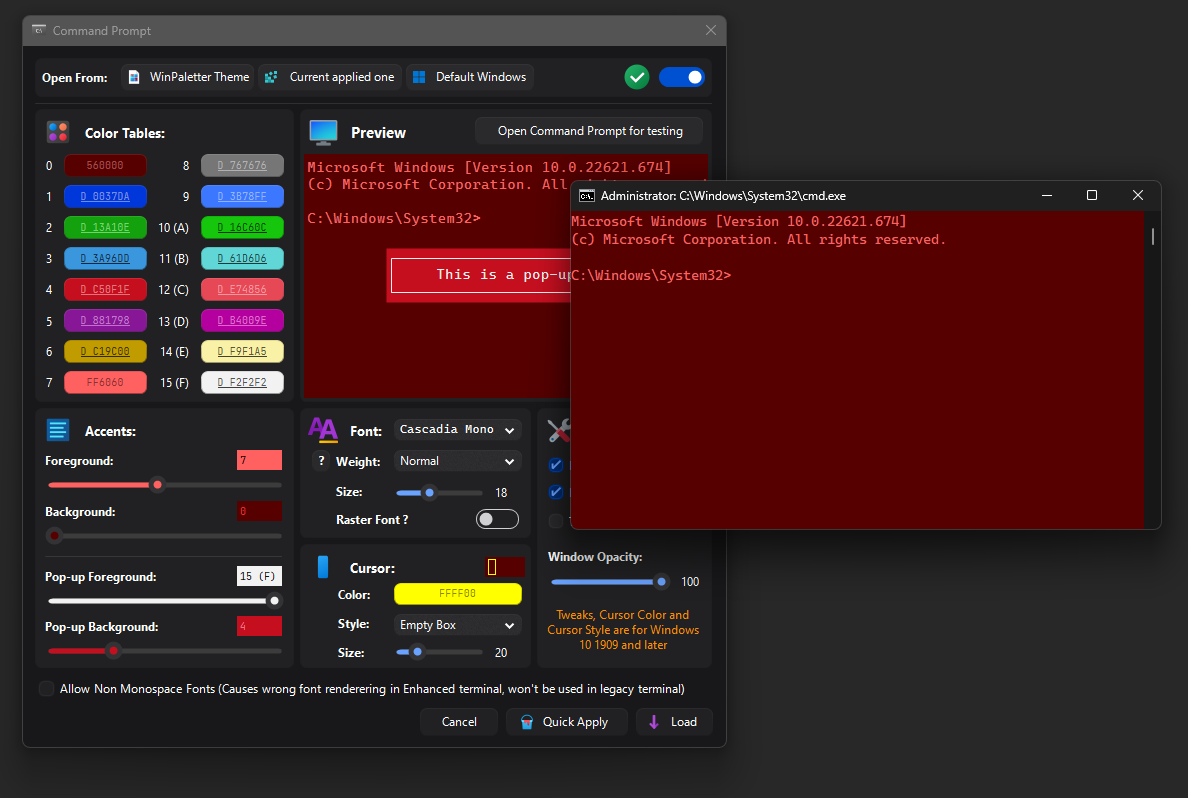 Command Prompt
Open From:
WinPaletter Theme
Current applied one
Default Windows
Color Tables:
0 560000 8 D 767676
1 D 0037DA 9 D 3B78FF
2 D 13A10E 10 (A) D 16C60C
3 D 3A96DD 11 (B) D 61D6D6
4 D C50F1F 12 (C) D E74856
5 D 881798 13 (D) D B4009E
6 D C19C00 14 (E) D F9F1A5
7 FF6060 15 (F) D F2F2F2
Preview
Open Command Prompt for testing
Microsoft Windows [Version 10.0.22621.674]
(c) Microsoft Corporation. All
C:\Windows\System32>
This is a pop-up
Administrator: C:\Windows\System32\cmd.exe
Microsoft Windows [Version 10.0.22621.674]
(c) Microsoft Corporation. All rights reserved.
C:\Windows\System32>
Accents:
Foreground: 7
Background: 0
Pop-up Foreground: 15 (F)
Pop-up Background: 4
Font: Cascadia Mono
? Weight: Normal
Size: 18
Raster Font ?
Cursor:
Color: FFFF00
Style: Empty Box
Size: 20
Window Opacity:
100
Tweaks, Cursor Color and
Cursor Style are for Windows
10 1909 and later
Allow Non Monospace Fonts (Causes wrong font renderering in Enhanced terminal, won't be used in legacy terminal)
Cancel
Quick Apply
Load